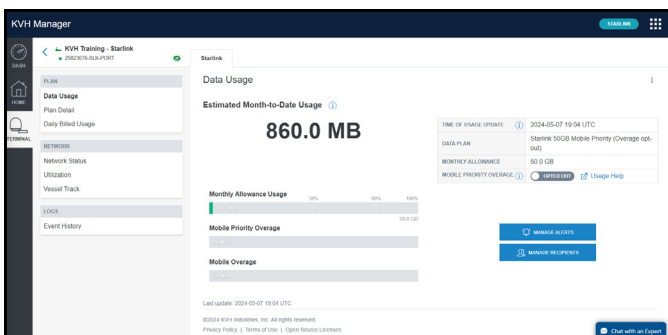 KVH Manager
STARLINK
DASH
HOME
TERMINAL
KVH Training - Starlink
PLAN
Data Usage
Plan Detail
Daily Billed Usage
NETWORK
Network Status
Utilization
Vessel Track
LOGS
Event History
Starlink
Data Usage
Estimated Month-to-Date Usage
860.0 MB
TIME OF USAGE UPDATE 2024-05-07 19:04 UTC
DATA PLAN Starlink 50GB Mobile Priority (Overage opt-
out)
MONTHLY ALLOWANCE 50.0 GB
MOBILE PRIORITY OVERAGE OPTED OUT Usage Help
Monthly Allowance Usage
50% 80% 100%
50.0 GB
Mobile Priority Overage
Mobile Overage
MANAGE ALERTS
MANAGE RECIPIENTS
Last update: 2024-05-07 19:04 UTC
©2024 KVH Industries, Inc. All rights reserved.
Privacy Policy | Terms of Use | Open Source Licenses
Chat with an Expert